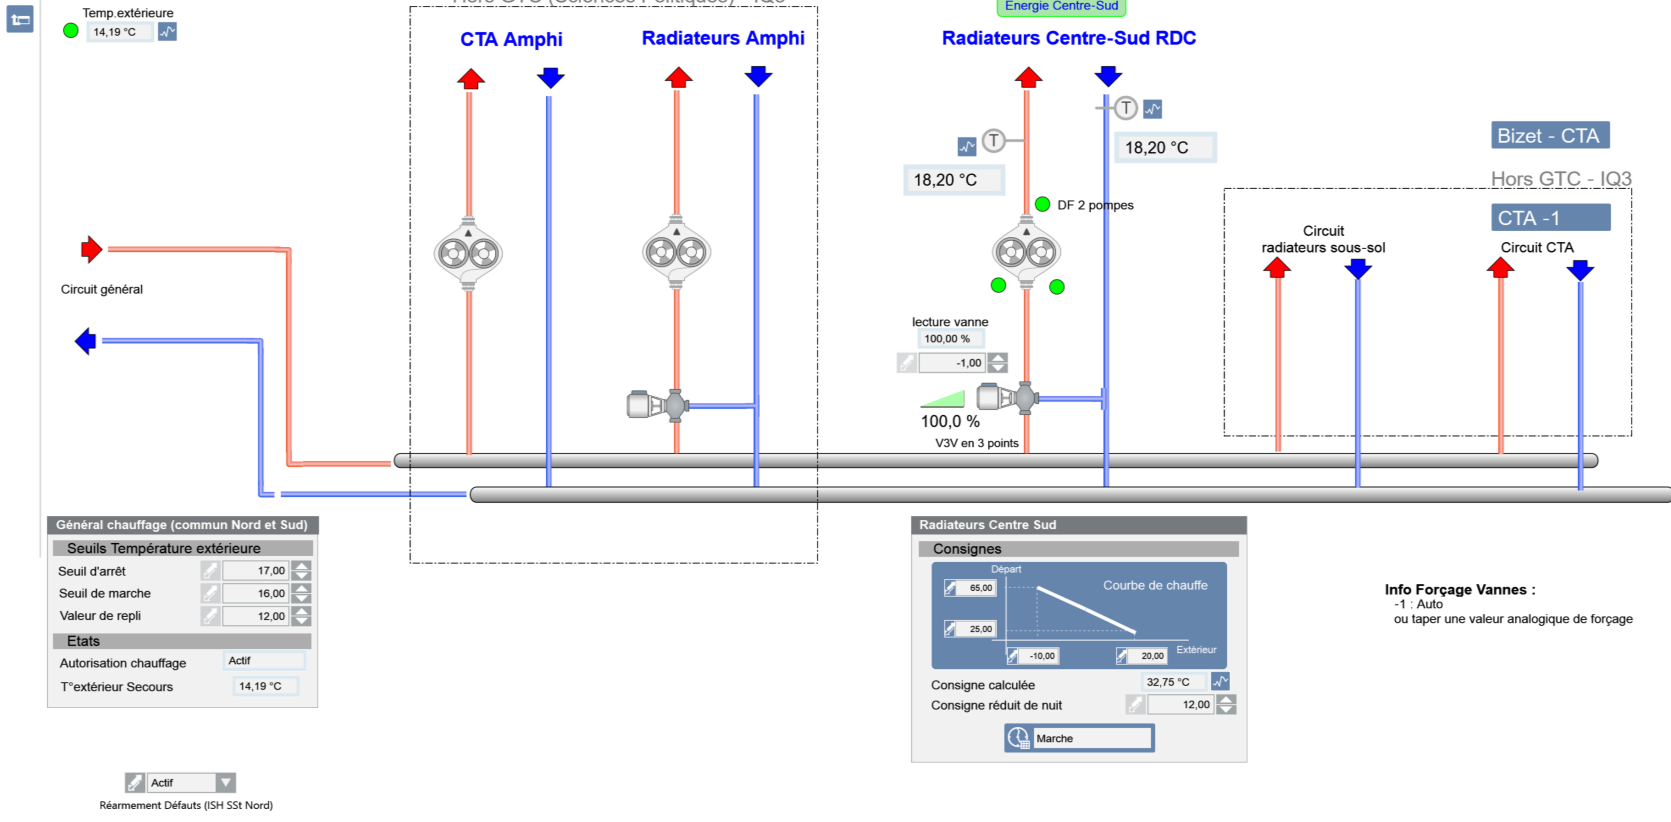 Temp.extérieure
14,19 °C
Hors GTC (Sciences Politiques) - IQ3
CTA Amphi
Radiateurs Amphi
Energie Centre-Sud
Radiateurs Centre-Sud RDC
T
18,20 °C
T
18,20 °C
DF 2 pompes
Bizet - CTA
Hors GTC - IQ3
CTA -1
Circuit
radiateurs sous-sol
Circuit CTA
Circuit général
lecture vanne
100,00 %
-1,00
100,0 %
V3V en 3 points
Général chauffage (commun Nord et Sud)
Seuils Température extérieure
Seuil d'arrêt 17,00
Seuil de marche 16,00
Valeur de repli 12,00
Etats
Autorisation chauffage Actif
T°extérieur Secours 14,19 °C
Actif
Réarmement Défauts (ISH SSt Nord)
Radiateurs Centre Sud
Consignes
Départ
Courbe de chauffe
65,00
25,00
-10,00
20,00
Extérieur
Consigne calculée 32,75 °C
Consigne réduit de nuit 12,00
Marche
Info Forçage Vannes :
-1 : Auto
ou taper une valeur analogique de forçage